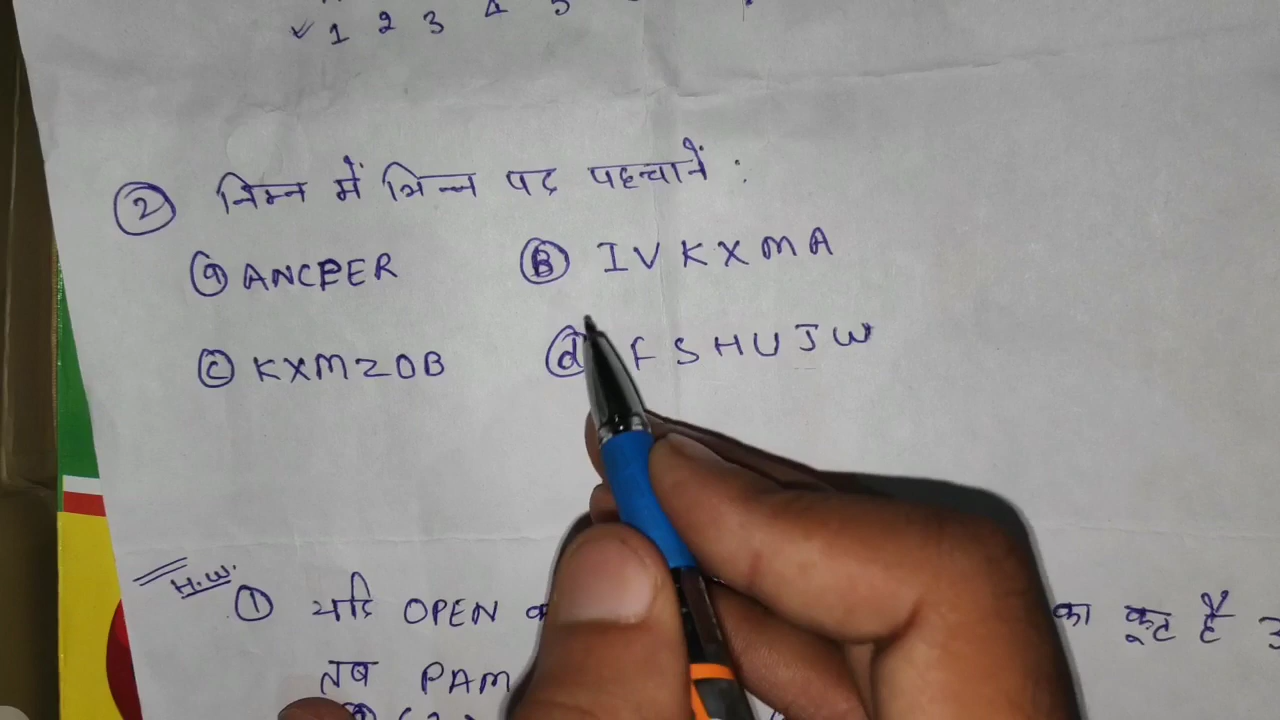 ✓ 1 2 3 4 5
② निम्न में भिन्न पद पहचानें :
ⓐ ANCPER Ⓑ IVKXMA
ⓒ KXMZOB ⓓ FSHUJW
H.W.
① यदि OPEN का कूट है
तब PAM